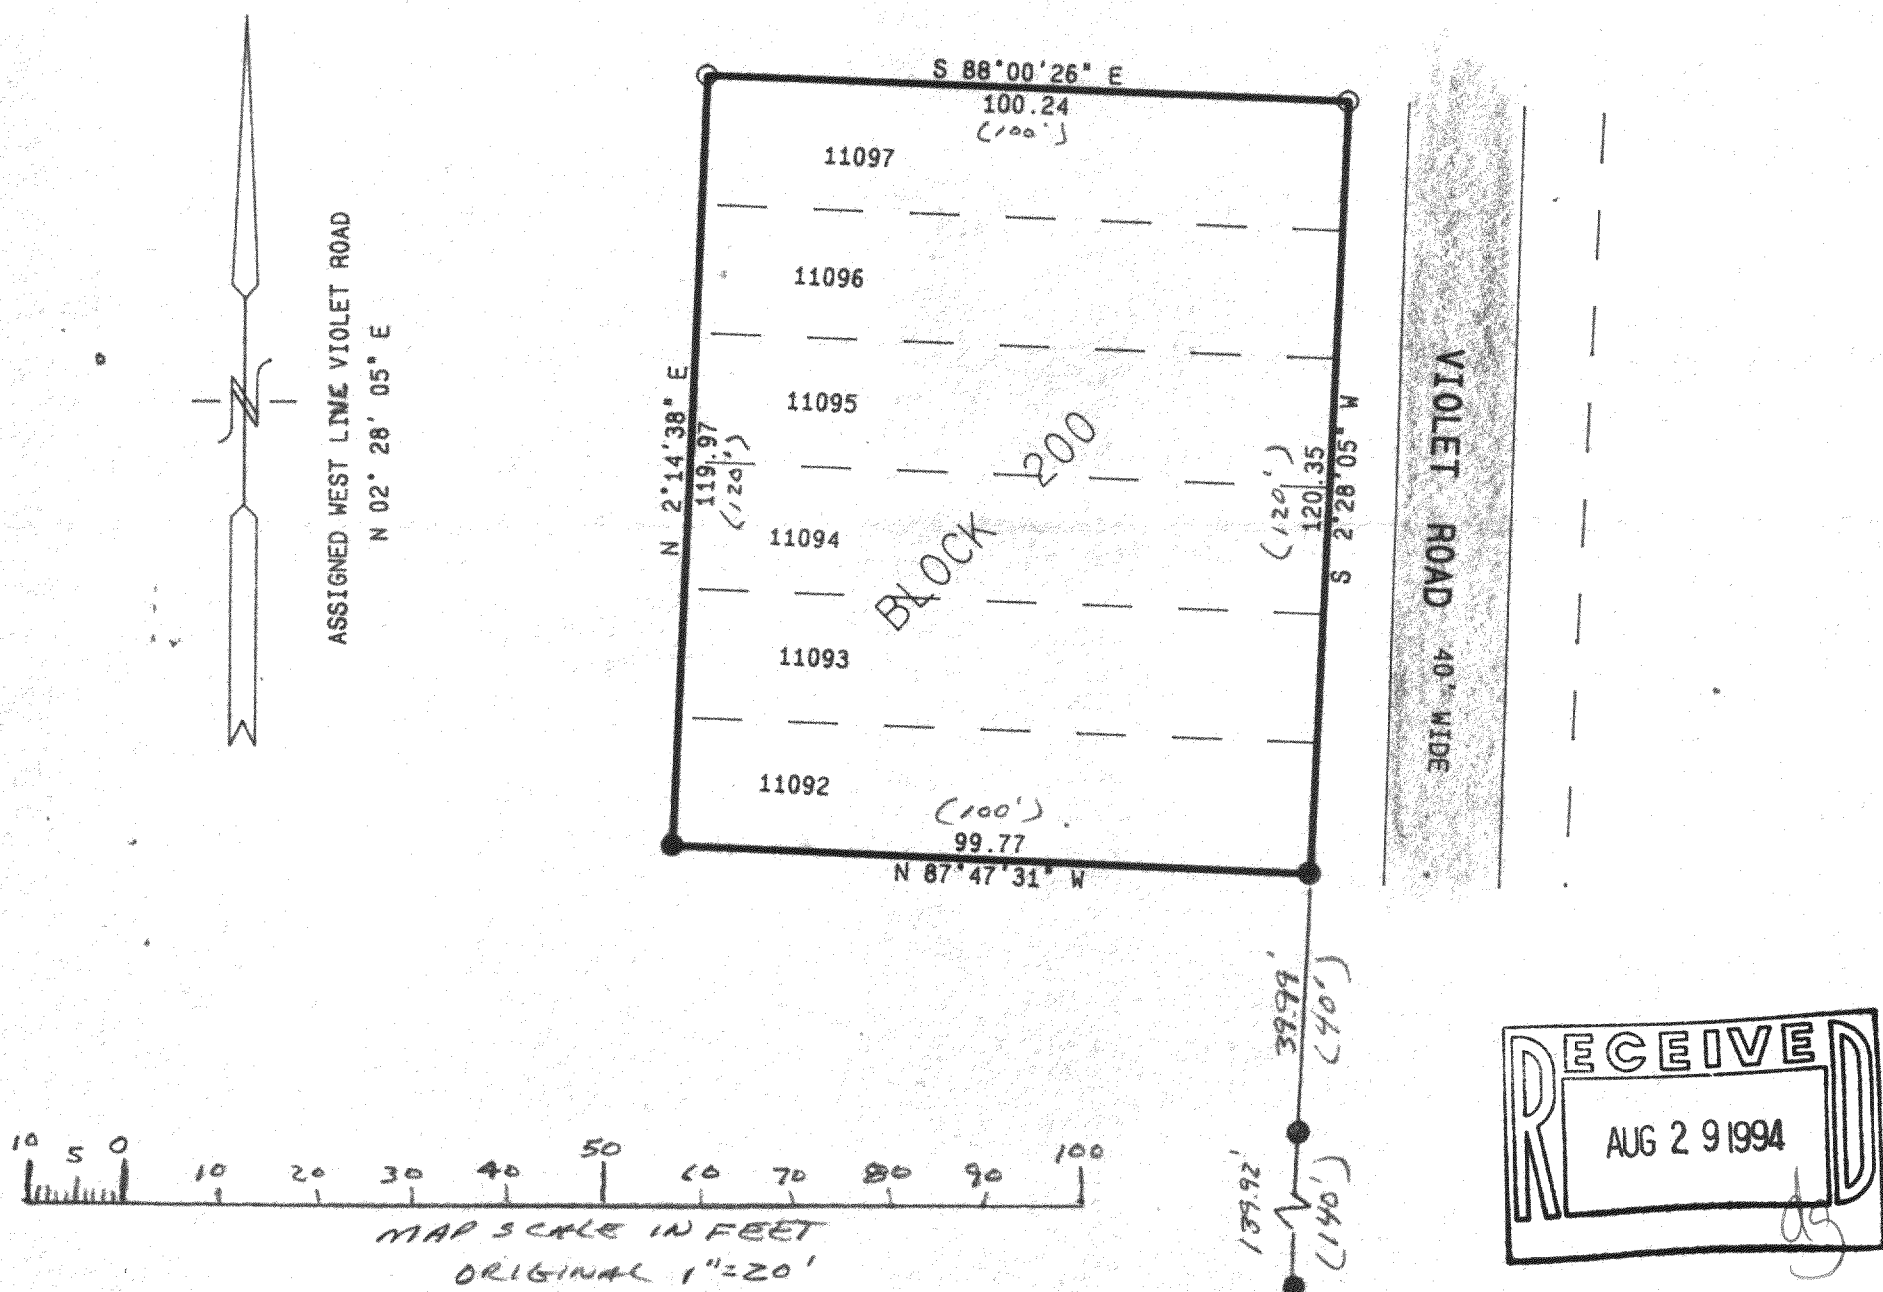 S 88°00'26" E
100.24
(100')
11097
11096
11095
11094
11093
11092
BLOCK 200
N 2°14'38" E
119.97
(120')
(120')
120.35
S 2°28'05" W
(100')
99.77
N 87°47'31" W
ASSIGNED WEST LINE VIOLET ROAD
N 02° 28' 05" E
N
VIOLET ROAD 40' WIDE
39.99'
(40')
139.92'
(140')
10 5 0 10 20 30 40 50 60 70 80 90 100
MAP SCALE IN FEET
ORIGINAL 1"=20'
RECEIVED
AUG 29 1994
ds